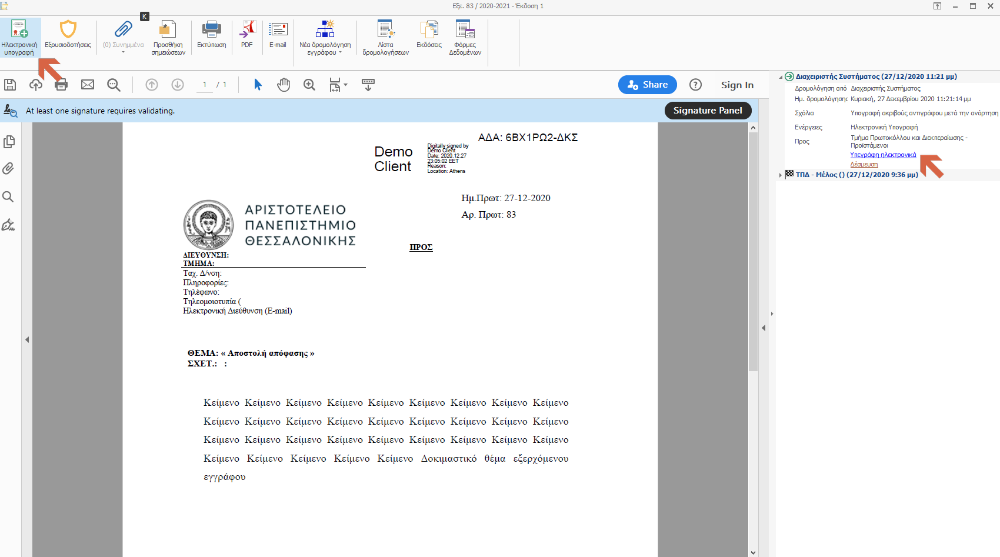 Εξε. 83 / 2020-2021 - Έκδοση 1
K
Ηλεκτρονική υπογραφή
Εξουσιοδοτήσεις
(0) Συνημμένα
Προσθήκη σημειώσεων
Εκτύπωση
PDF
E-mail
Νέα δρομολόγηση εγγράφου
Λίστα δρομολογήσεων
Εκδόσεις
Φόρμες Δεδομένων
1 / 1
Share
Sign In
At least one signature requires validating.
Signature Panel
ΑΔΑ: 6ΒΧ1ΡΩ2-ΔΚΣ
Demo
Client
Digitally signed by
Demo Client
Date: 2020.12.27
23:05:02 EET
Reason:
Location: Athens
Ημ.Πρωτ: 27-12-2020
Αρ. Πρωτ: 83
ΑΡΙΣΤΟΤΕΛΕΙΟ
ΠΑΝΕΠΙΣΤΗΜΙΟ
ΘΕΣΣΑΛΟΝΙΚΗΣ
ΠΡΟΣ
ΔΙΕΥΘΥΝΣΗ:
ΤΜΗΜΑ:
Ταχ. Δ/νση:
Πληροφορίες:
Τηλέφωνο:
Τηλεομοιοτυπία (
Ηλεκτρονική Διεύθυνση (E-mail)
ΘΕΜΑ: « Αποστολή απόφασης »
ΣΧΕΤ.: :
Κείμενο Κείμενο Κείμενο Κείμενο Κείμενο Κείμενο Κείμενο Κείμενο Κείμενο
Κείμενο Κείμενο Κείμενο Κείμενο Κείμενο Κείμενο Κείμενο Κείμενο Κείμενο
Κείμενο Κείμενο Κείμενο Κείμενο Κείμενο Κείμενο Κείμενο Κείμενο Κείμενο
Κείμενο Κείμενο Κείμενο Κείμενο Κείμενο Δοκιμαστικό θέμα εξερχόμενου
εγγράφου
Διαχειριστής Συστήματος (27/12/2020 11:21 μμ)
Δρομολόγηση από Διαχειριστής Συστήματος
Ημ. δρομολόγησης Κυριακή, 27 Δεκεμβρίου 2020 11:21:14 μμ
Σχόλια Υπογραφή ακριβούς αντιγράφου μετά την ανάρτηση
Ενέργειες Ηλεκτρονική Υπογραφή
Προς Τμήμα Πρωτοκόλλου και Διεκπεραίωσης -
Προϊστάμενοι
Υπεγράφη ηλεκτρονικά
Δέσμευση
ΤΠΔ - Μέλος () (27/12/2020 9:36 μμ)